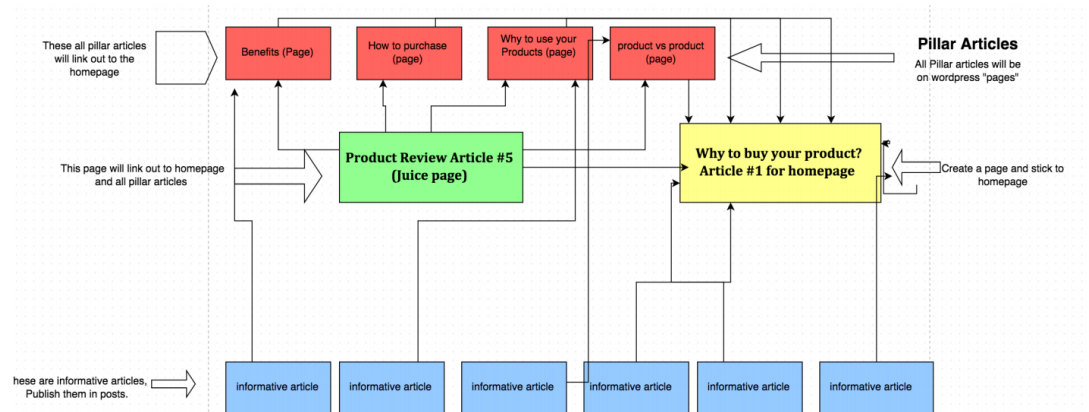 These all pillar articles
will link out to the
homepage
Benefits (Page)
How to purchase
(page)
Why to use your
Products (page)
product vs product
(page)
Pillar Articles
All Pillar articles will be
on wordpress "pages"
This page will link out to homepage
and all pillar articles
Product Review Article #5
(Juice page)
Why to buy your product?
Article #1 for homepage
Create a page and stick to
homepage
hese are informative articles,
Publish them in posts.
informative article
informative article
informative article
informative article
informative article
informative article